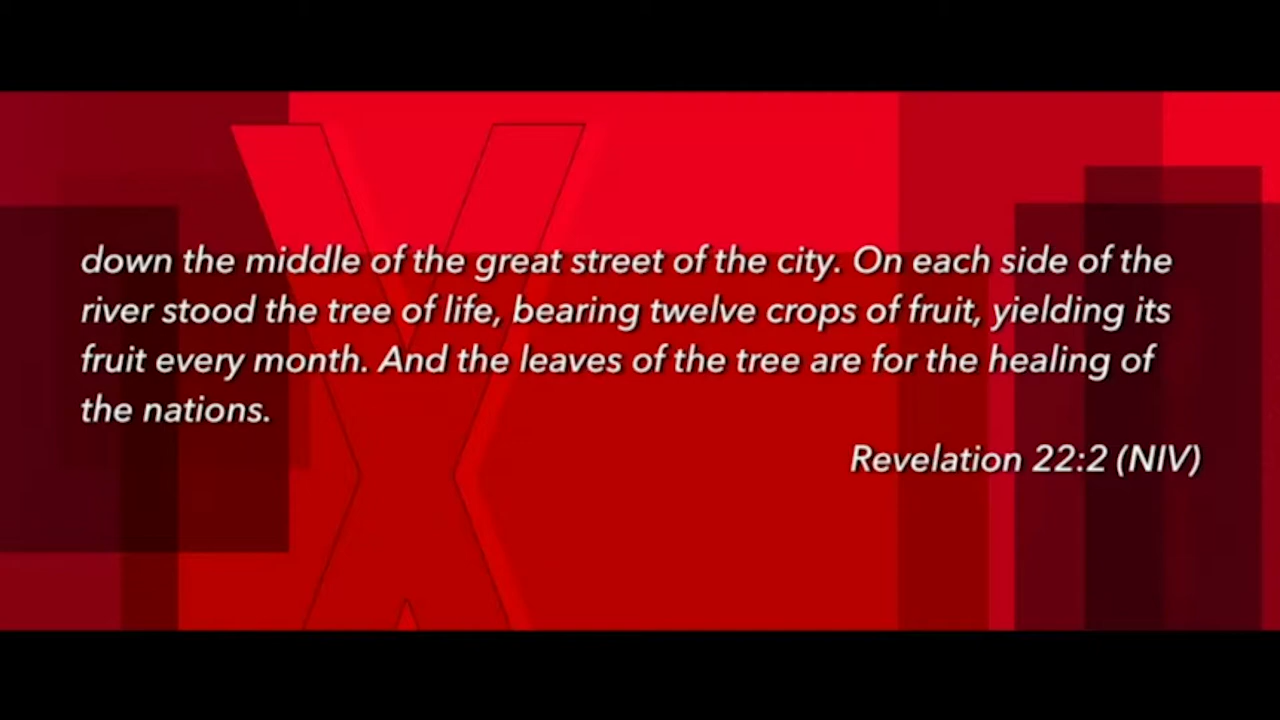 down the middle of the great street of the city. On each side of the
river stood the tree of life, bearing twelve crops of fruit, yielding its
fruit every month. And the leaves of the tree are for the healing of
the nations.
Revelation 22:2 (NIV)